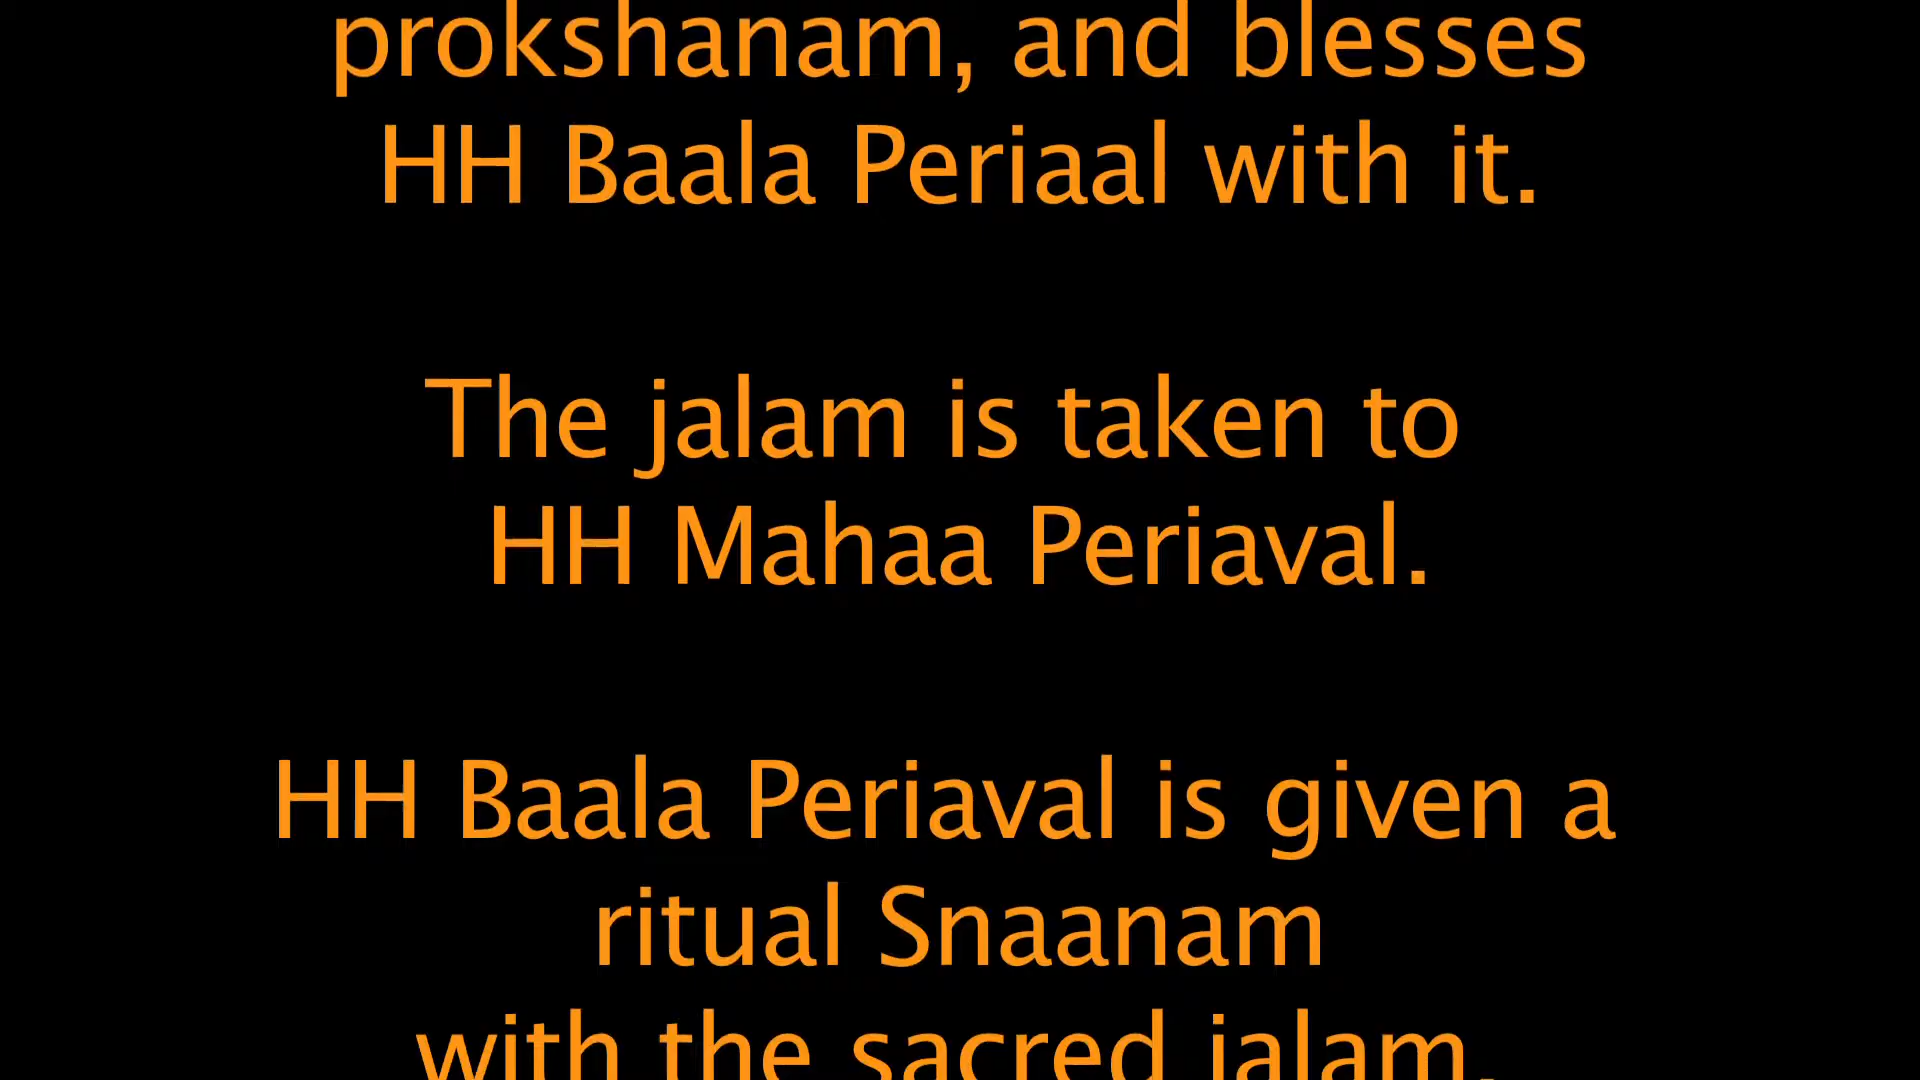 prokshanam, and blesses
HH Baala Periaal with it.
The jalam is taken to
HH Mahaa Periaval.
HH Baala Periaval is given a
ritual Snaanam
with the sacred jalam.